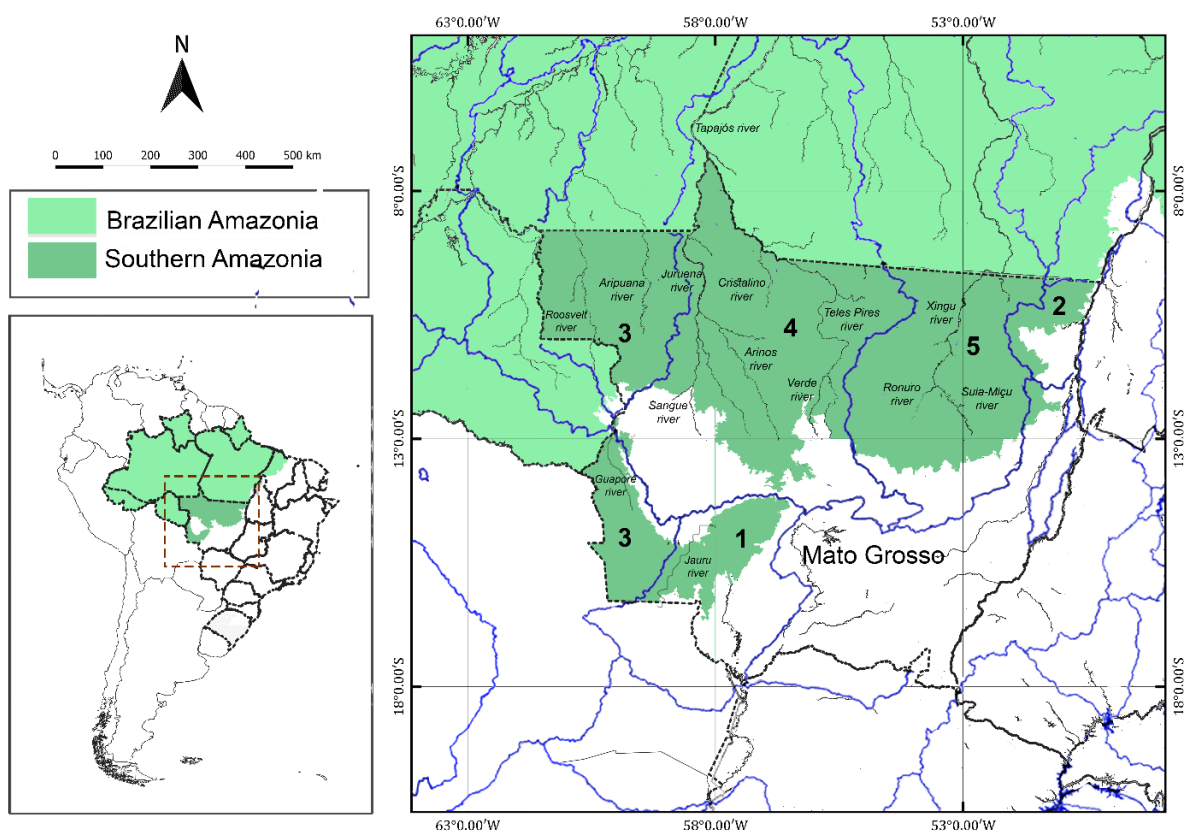 N
0 100 200 300 400 500 km
Brazilian Amazonia
Southern Amazonia
63°0.00'W 58°0.00'W 53°0.00'W
8°0.00'S 8°0.00'S
13°0.00'S 13°0.00'S
18°0.00'S 18°0.00'S
Tapajós river
Aripuana
river
Juruena
river
Cristalino
river
Roosvelt
river
3
4
Teles Pires
river
Xingu
river
2
5
Arinos
river
Verde
river
Ronuro
river
Suia-Miçu
river
Sangue
river
Guaporé
river
3
1
Jauru
river
Mato Grosso
63°0.00'W 58°0.00'W 53°0.00'W